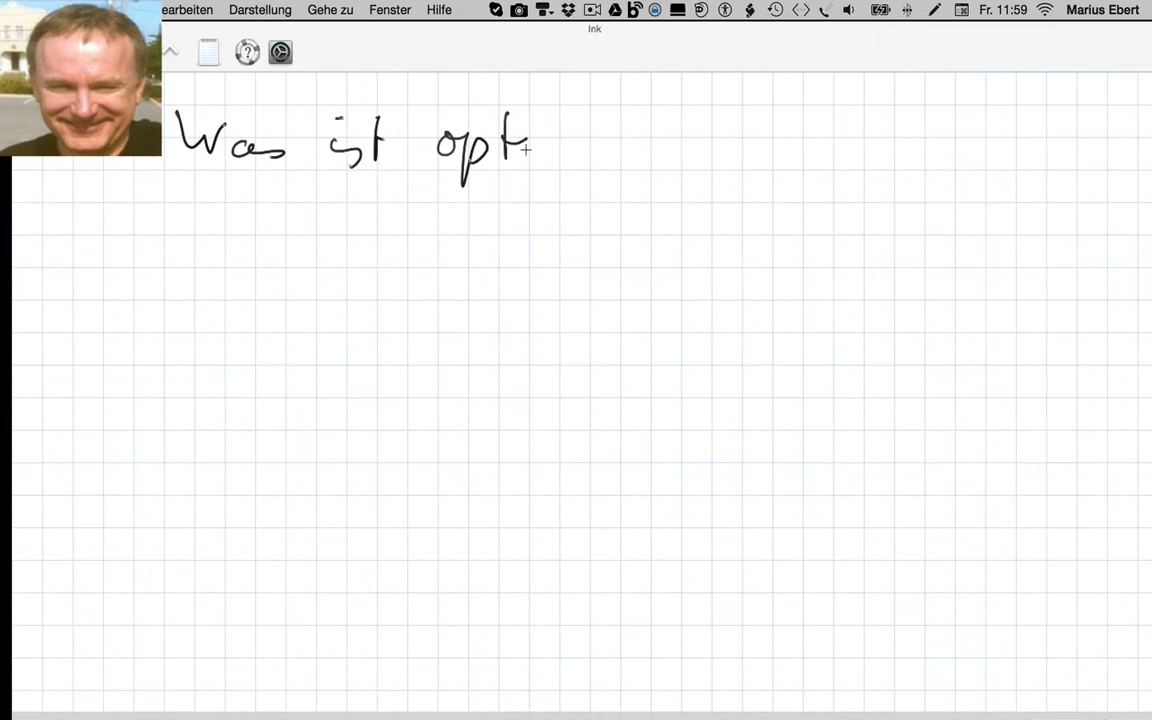 earbeiten Darstellung Gehe zu Fenster Hilfe Fr. 11:59 Marius Ebert
Ink
Was ist opt